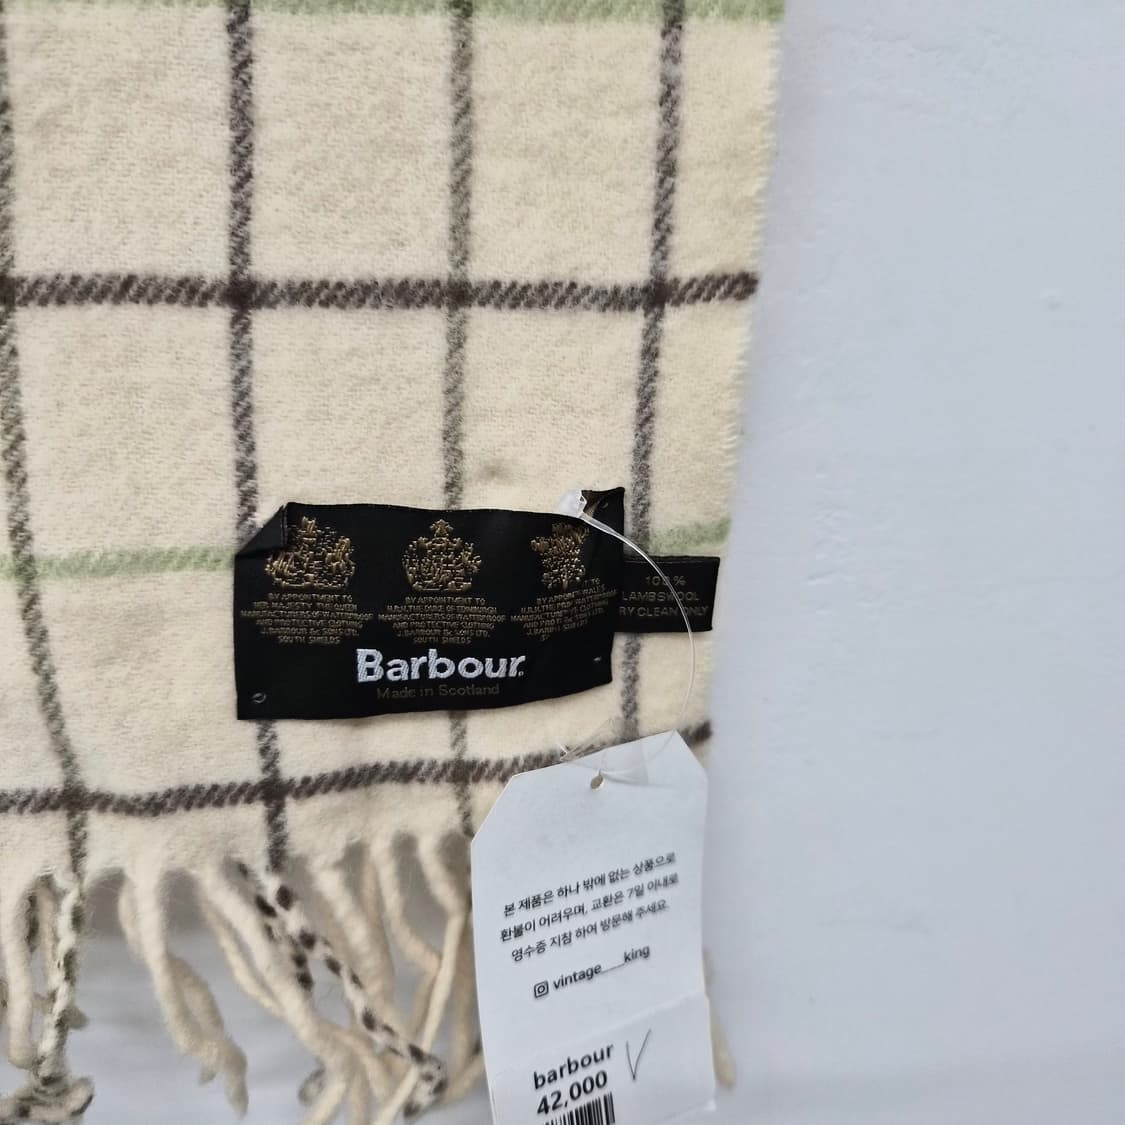 BY APPOINTMENT TO
HER MAJESTY THE QUEEN
MANUFACTURERS OF WATERPROOF
AND PROTECTIVE CLOTHING
J.BARBOUR & SONS LTD.
SOUTH SHIELDS
BY APPOINTMENT TO
H.R.H. THE DUKE OF EDINBURGH
MANUFACTURERS OF WATERPROOF
AND PROTECTIVE CLOTHING
J.BARBOUR & SONS LTD.
SOUTH SHIELDS
BY APPOINTMENT TO
Barbour
Made in Scotland
100%
LAMBSWOOL
CLEAN ONLY
본 제품은 하나 밖에 없는 상품으로
환불이 어려우며, 교환은 7일 이내로
영수증 지참 하여 방문해 주세요
vintage___king
barbour
42,000